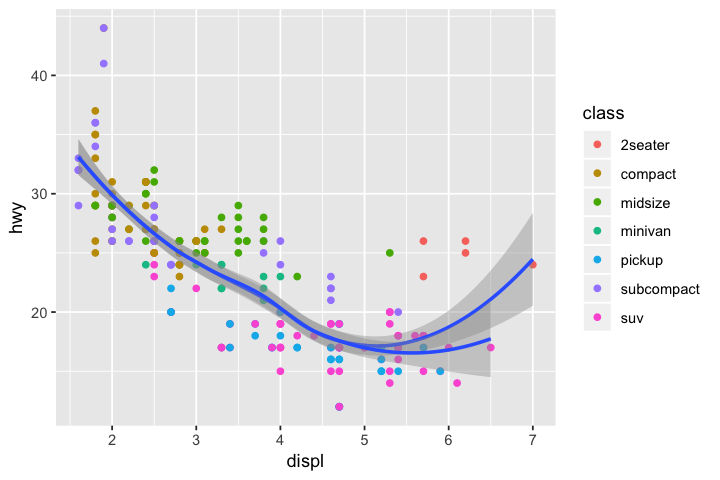 hwy
40
30
20
2 3 4 5 6 7
displ
class
2seater
compact
midsize
minivan
pickup
subcompact
suv